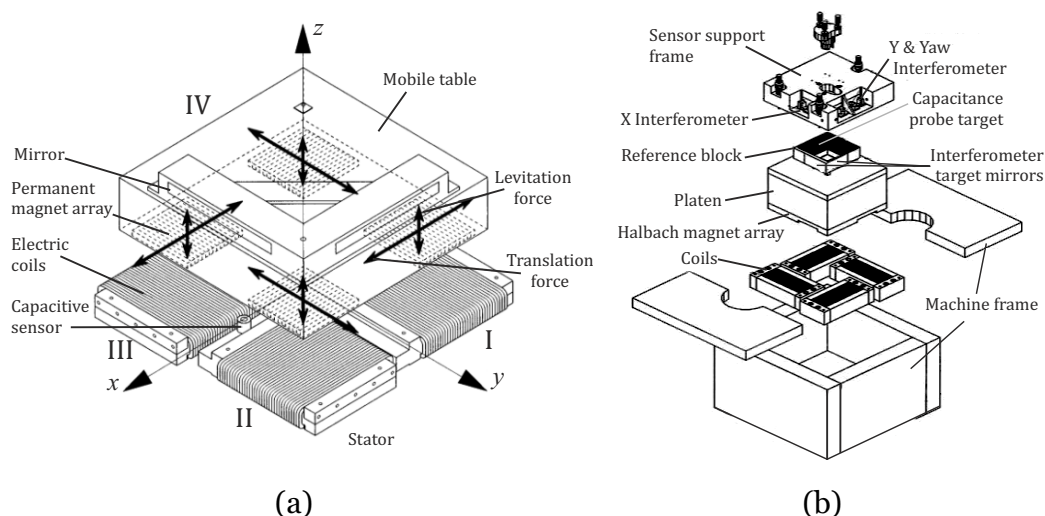 z
Mobile table
IV
Mirror
Permanent
magnet array
Electric
coils
Capacitive
sensor
III
x
II
Stator
I
y
Levitation
force
Translation
force
(a)
Sensor support
frame
Y & Yaw
Interferometer
Capacitance
probe target
X Interferometer
Reference block
Interferometer
target mirrors
Platen
Halbach magnet array
Coils
Machine frame
(b)